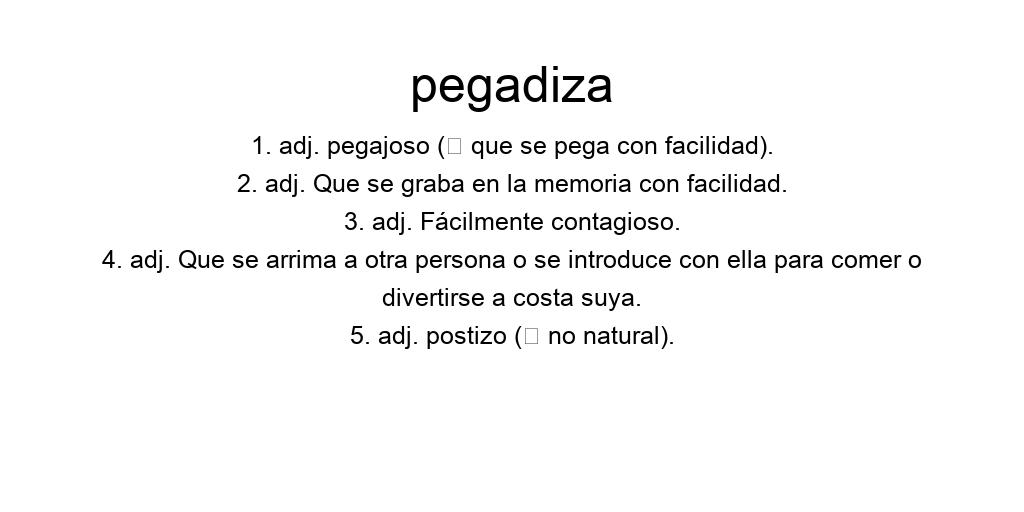 pegadiza
1. adj. pegajoso (□ que se pega con facilidad).
2. adj. Que se graba en la memoria con facilidad.
3. adj. Fácilmente contagioso.
4. adj. Que se arrima a otra persona o se introduce con ella para comer o
divertirse a costa suya.
5. adj. postizo (□ no natural).